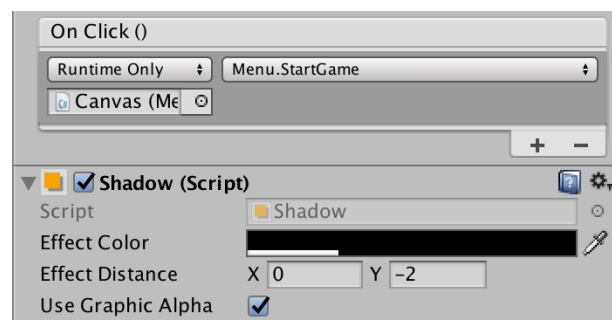 On Click ()
Runtime Only Menu.StartGame
Canvas (Me
+ −
Shadow (Script)
Script Shadow
Effect Color
Effect Distance X 0 Y -2
Use Graphic Alpha